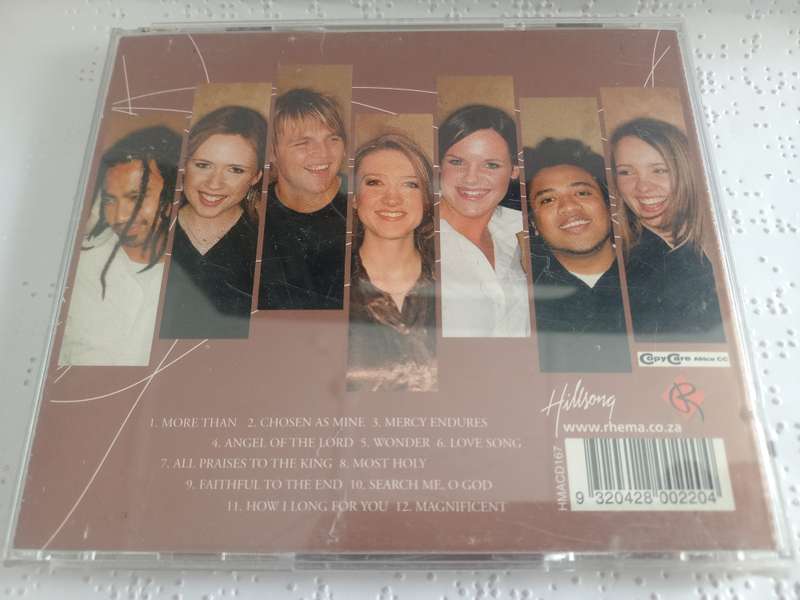 CopyCare Africa CC
1. MORE THAN 2. CHOSEN AS MINE 3. MERCY ENDURES
4. ANGEL OF THE LORD 5. WONDER 6. LOVE SONG
7. ALL PRAISES TO THE KING 8. MOST HOLY
9. FAITHFUL TO THE END 10. SEARCH ME, O GOD
11. HOW I LONG FOR YOU 12. MAGNIFICENT
Hillsong
R
www.rhema.co.za
HMACD167
9 320428 002204